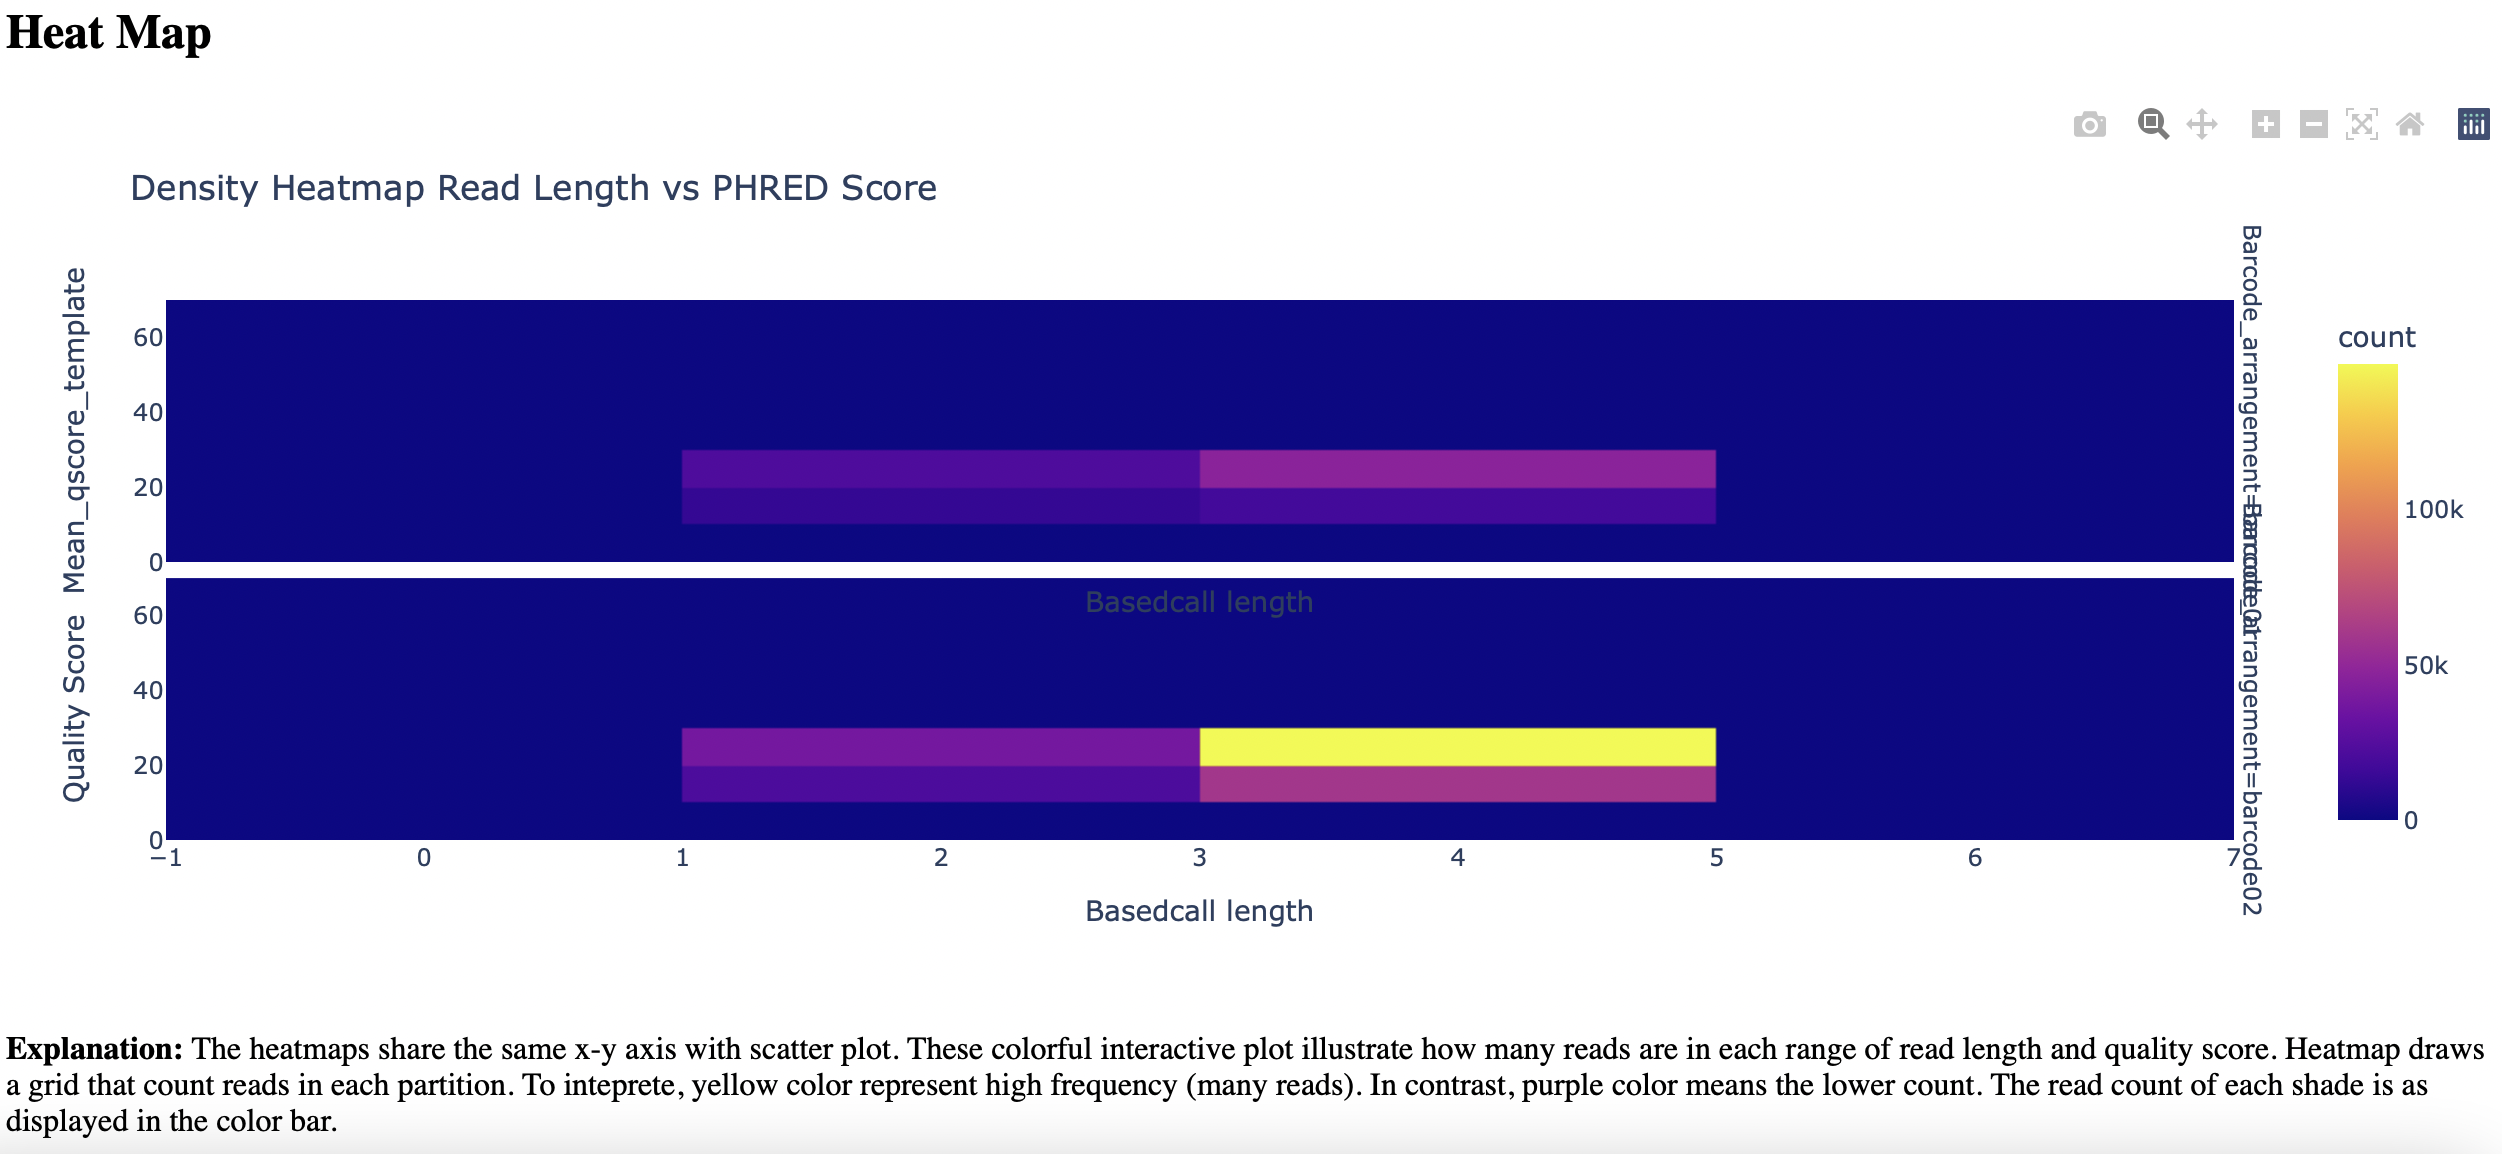 Heat Map
Density Heatmap Read Length vs PHRED Score
Mean_qscore_template
60
40
20
0
Barcode_arrangement=barcode01
count
100k
50k
0
Basedcall length
Quality Score
60
40
20
0
Barcode_arrangement=barcode02
−1
0
1
2
3
4
5
6
7
Basedcall length
Explanation: The heatmaps share the same x-y axis with scatter plot. These colorful interactive plot illustrate how many reads are in each range of read length and quality score. Heatmap draws
a grid that count reads in each partition. To inteprete, yellow color represent high frequency (many reads). In contrast, purple color means the lower count. The read count of each shade is as
displayed in the color bar.